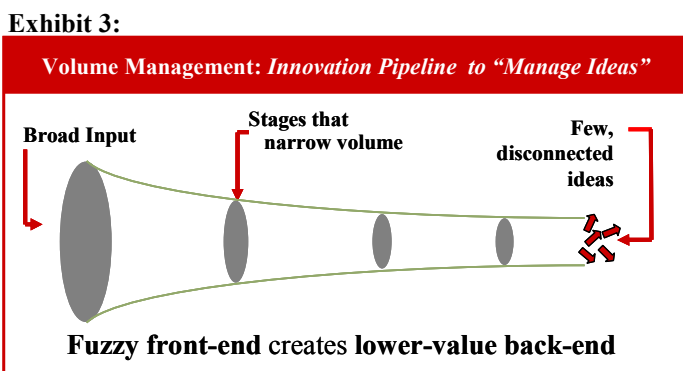 Exhibit 3:
Volume Management: Innovation Pipeline to “Manage Ideas”
Broad Input
Stages that
narrow volume
Few,
disconnected
ideas
Fuzzy front-end creates lower-value back-end